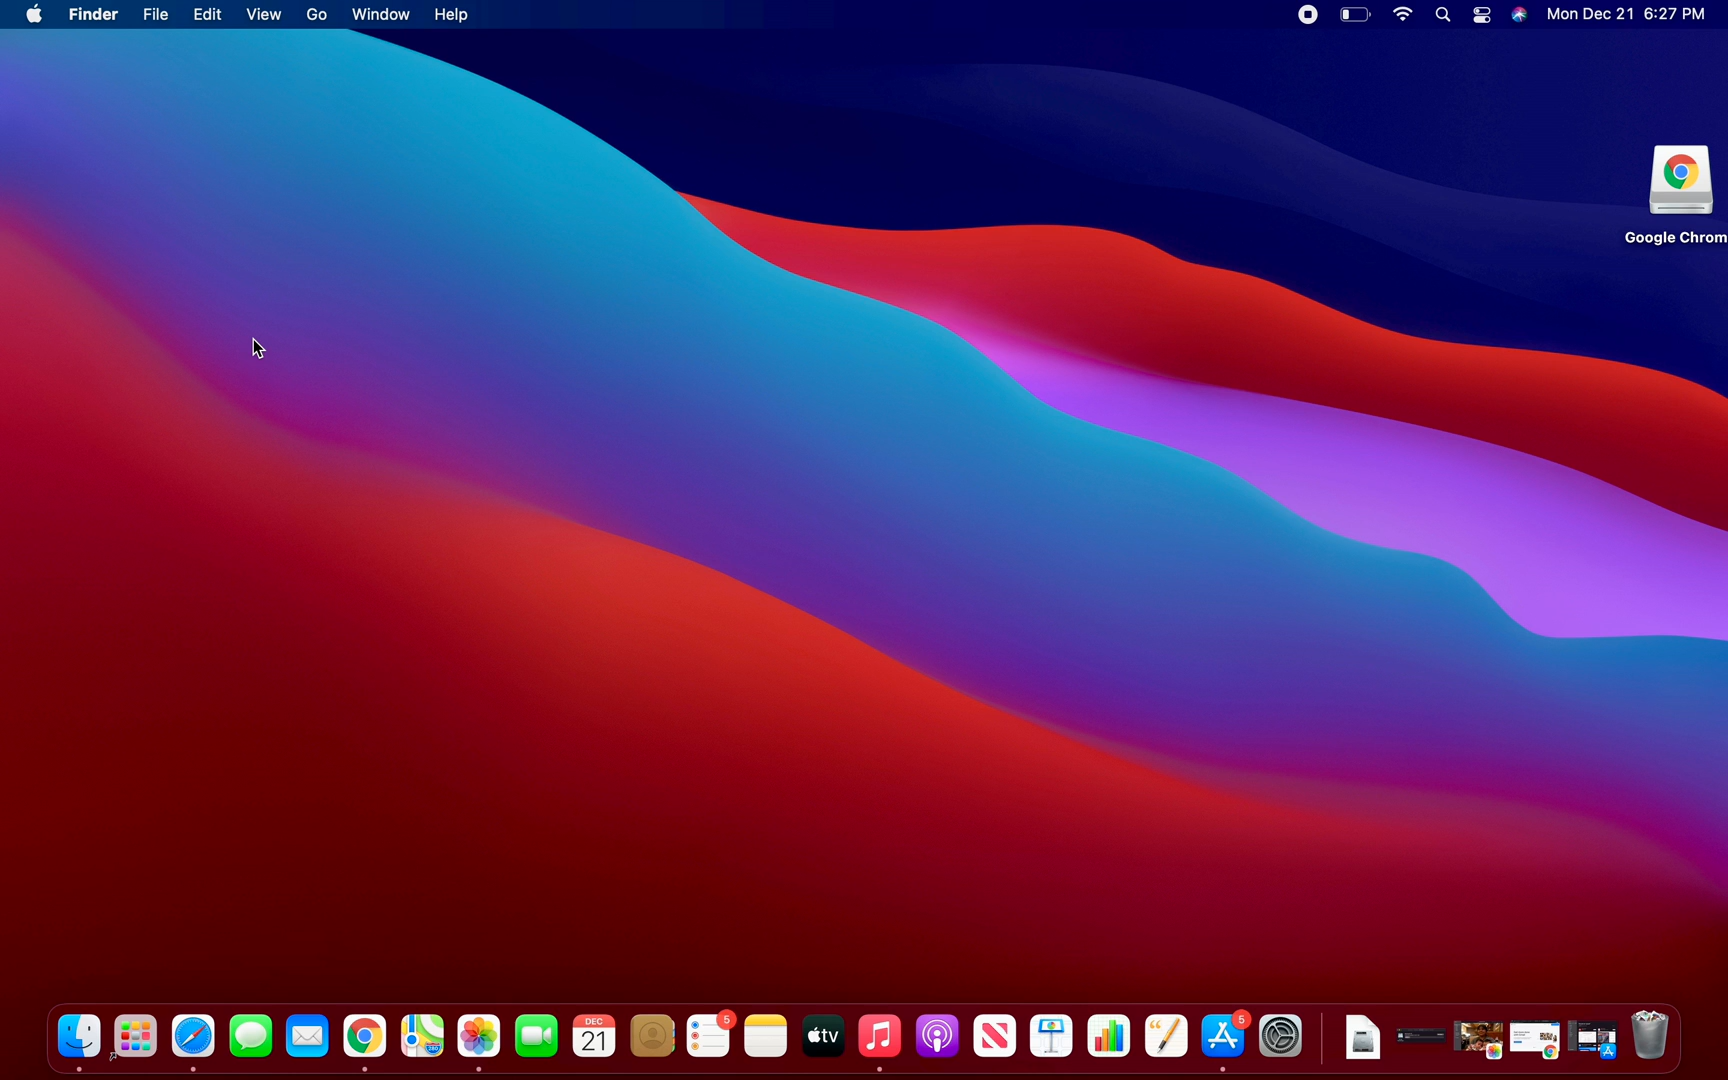 Finder File Edit View Go Window Help Mon Dec 21 6:27 PM
Google Chrom
5 5
DEC
21
tv